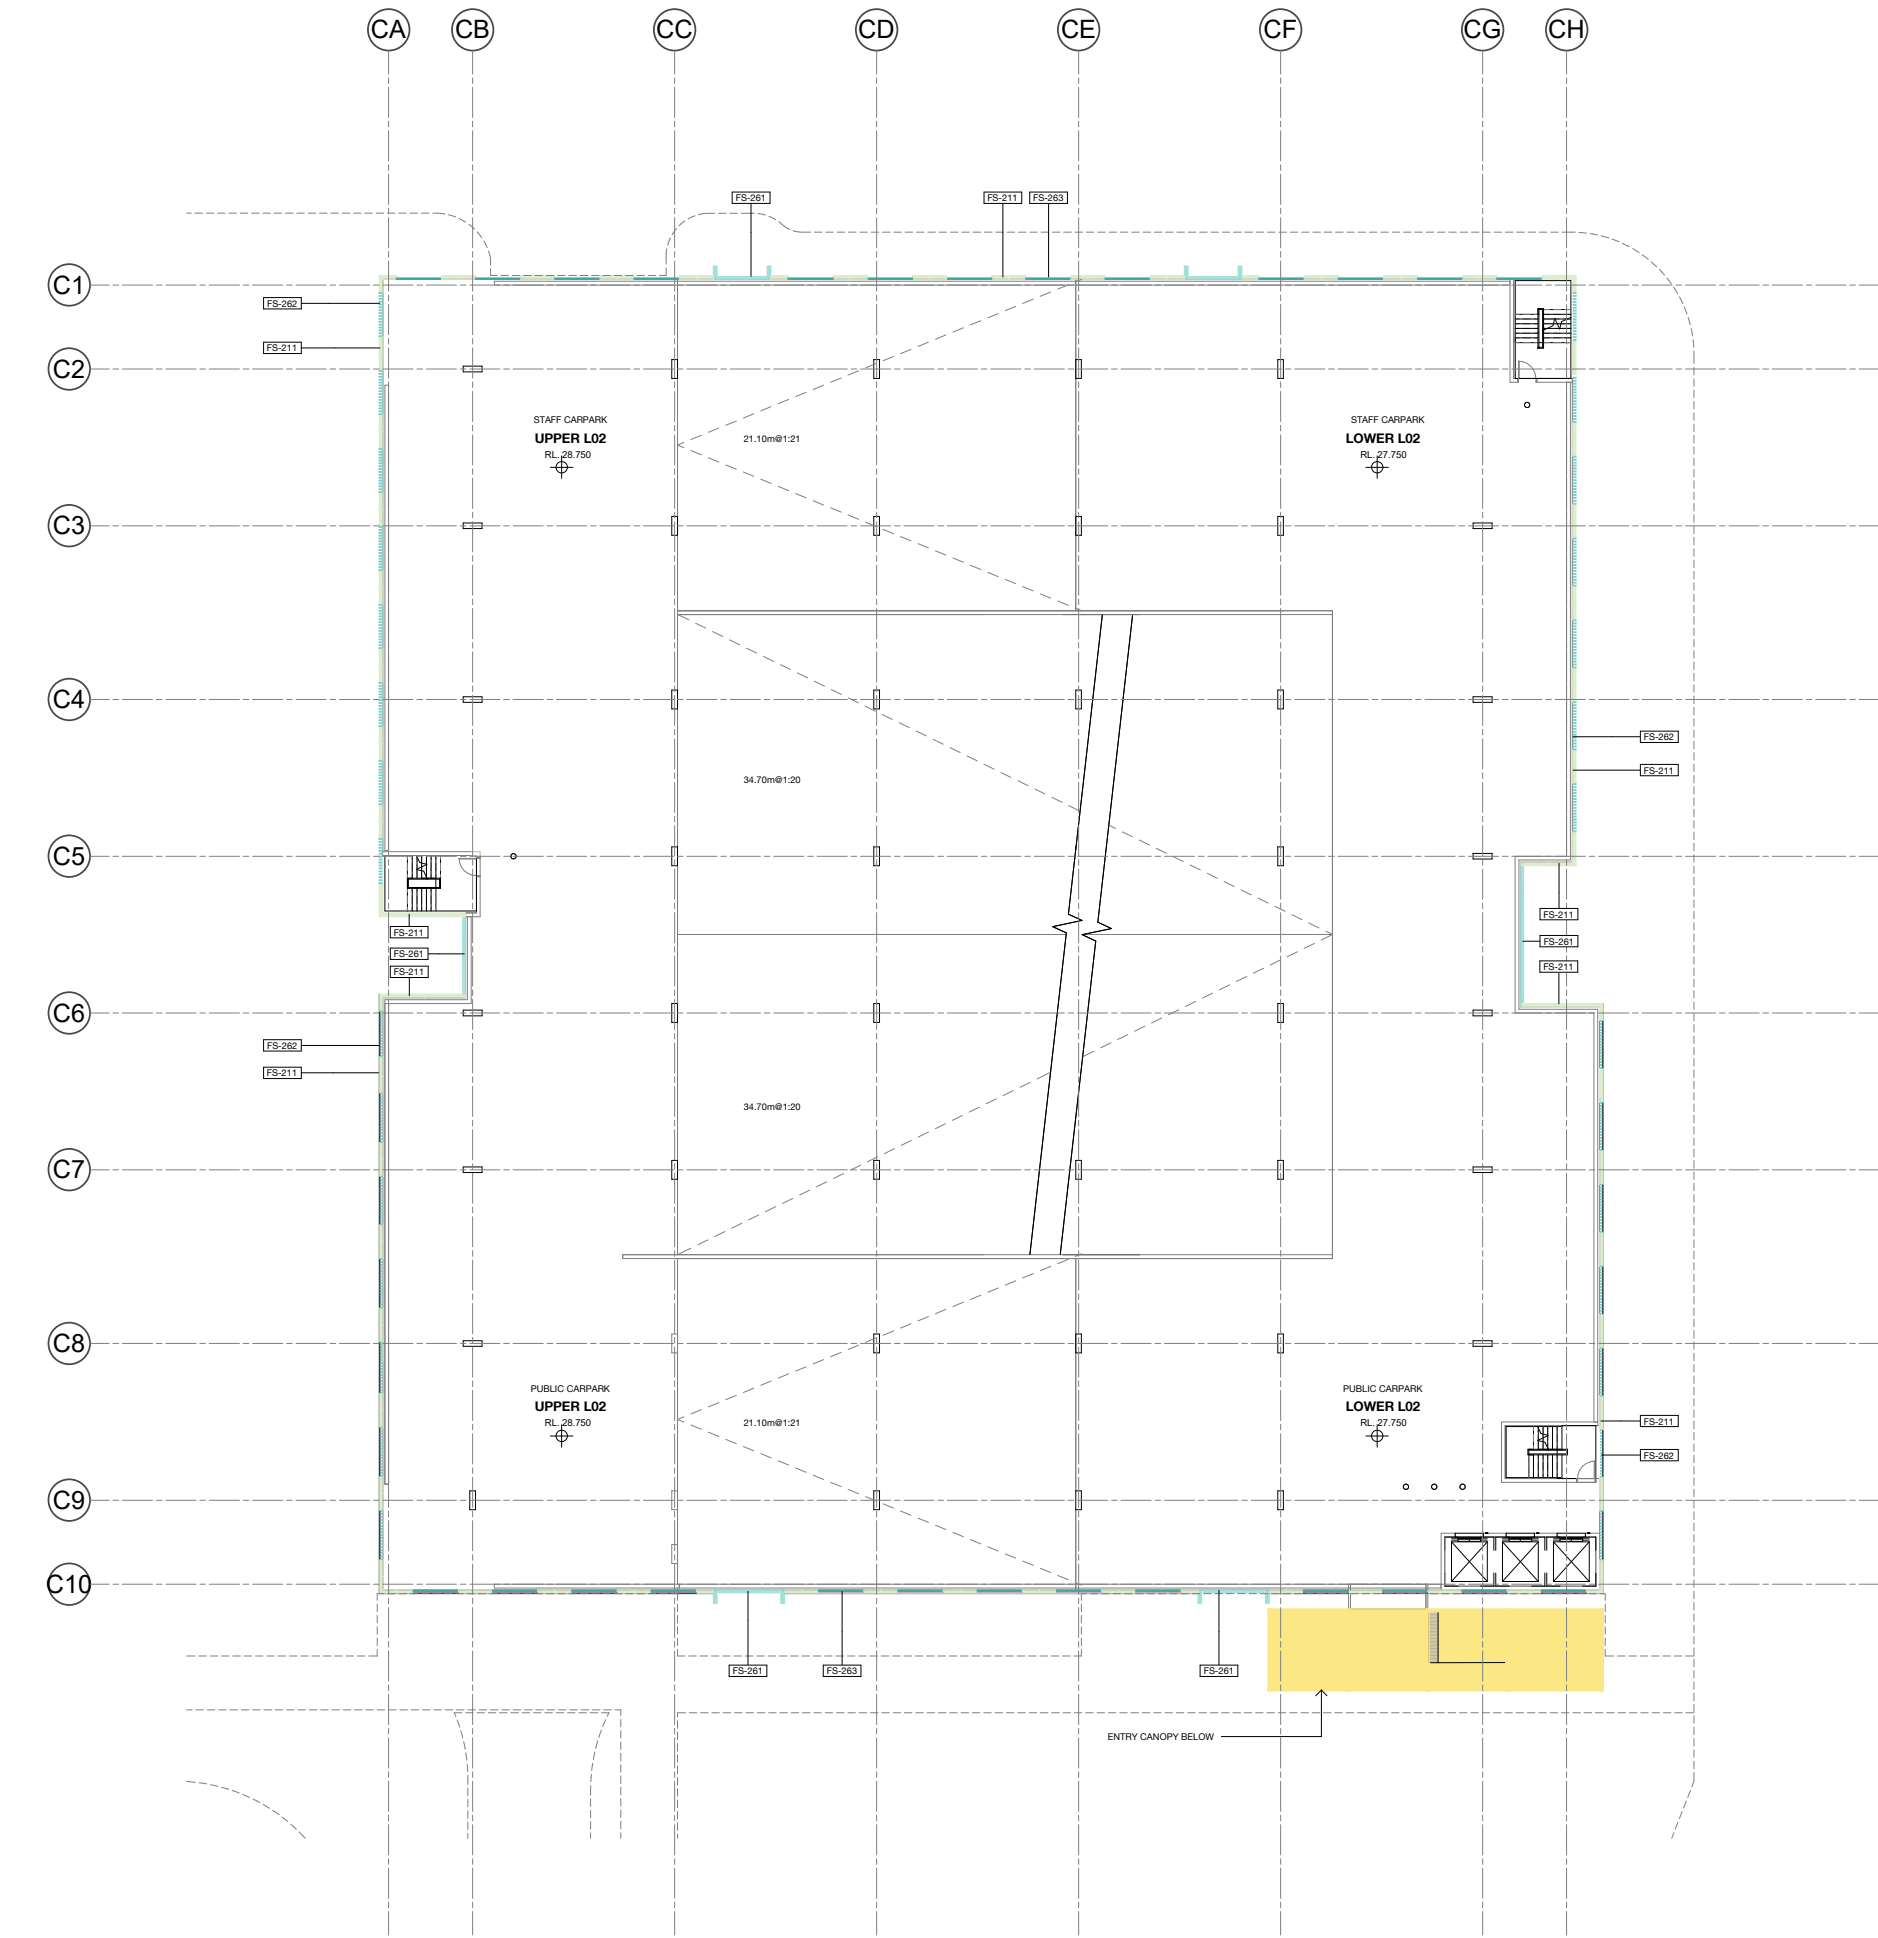 CA CB CC CD CE CF CG CH
FS-261 FS-211 FS-263
C1
FS-262
FS-211
C2
STAFF CARPARK
UPPER L02
RL. 28.750
21.10m@1:21
STAFF CARPARK
LOWER L02
RL. 27.750
C3
C4
FS-262
FS-211
34.70m@1:20
C5
FS-211
FS-261
FS-211
FS-211
FS-261
FS-211
C6
FS-262
FS-211
34.70m@1:20
C7
C8
PUBLIC CARPARK
UPPER L02
RL. 28.750
21.10m@1:21
PUBLIC CARPARK
LOWER L02
RL. 27.750
FS-211
FS-262
C9
C10
FS-261 FS-263 FS-261
ENTRY CANOPY BELOW